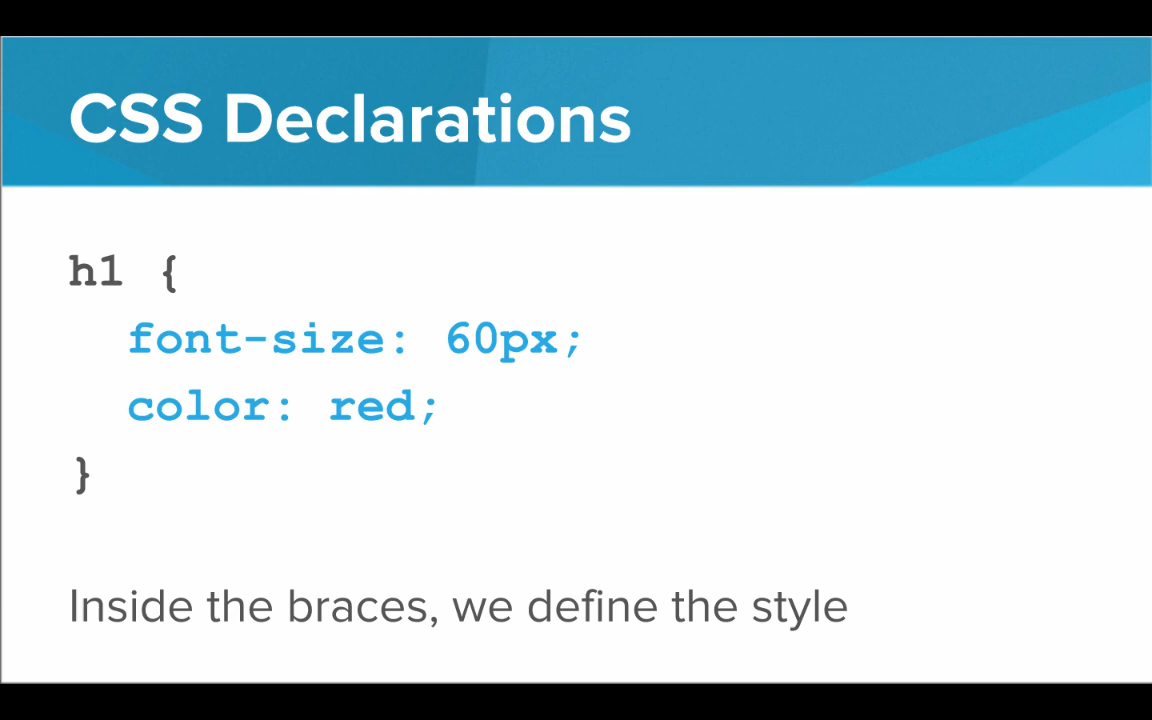 CSS Declarations
h1 {
font-size: 60px;
color: red;
}
Inside the braces, we define the style